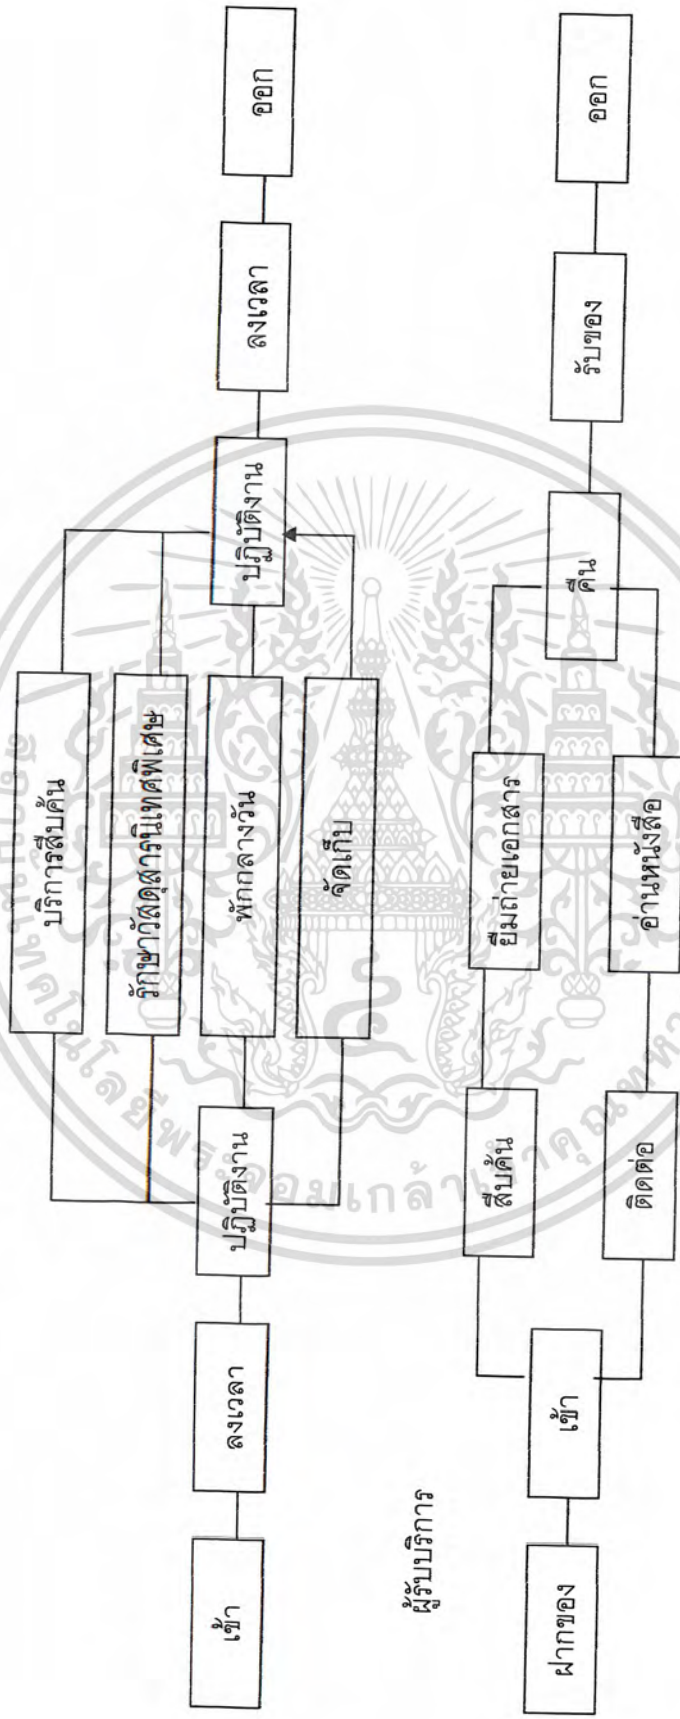 เข้า
ลงเวลา
ปฏิบัติงาน
บริการสืบค้น
รักษาวัสดุสารนิเทศพิเศษ
พักกลางวัน
จัดเก็บ
ปฏิบัติงาน
ลงเวลา
ออก
ผู้รับบริการ
ฝากของ
เข้า
สืบค้น
ยืมถ่ายเอกสาร
ติดต่อ
อ่านหนังสือ
คืน
รับของ
ออก